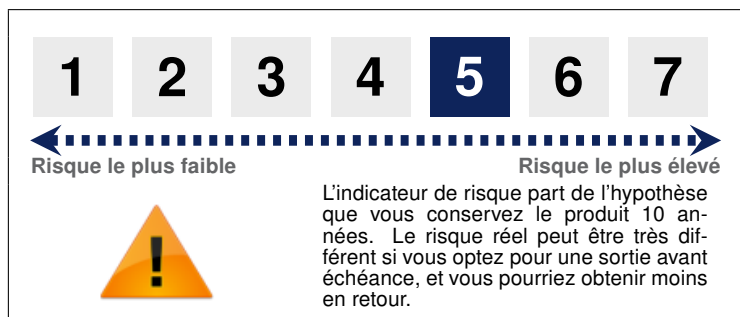 1 2 3 4 5 6 7
Risque le plus faible Risque le plus élevé
L'indicateur de risque part de l'hypothèse
que vous conservez le produit 10 an-
nées. Le risque réel peut être très dif-
férent si vous optez pour une sortie avant
échéance, et vous pourriez obtenir moins
en retour.